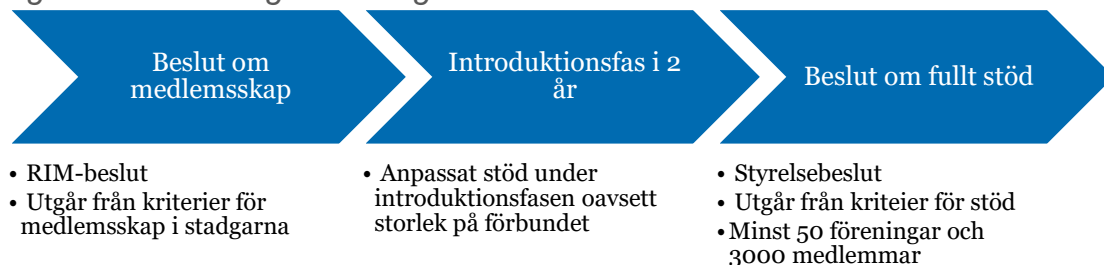 Beslut om
medlemsskap
Introduktionsfas i 2
år
Beslut om fullt stöd
• RIM-beslut
• Utgår från kriterier för
medlemsskap i stadgarna
• Anpassat stöd under
introduktionsfasen oavsett
storlek på förbundet
• Styrelsebeslut
• Utgår från kriteier för stöd
• Minst 50 föreningar och
3000 medlemmar